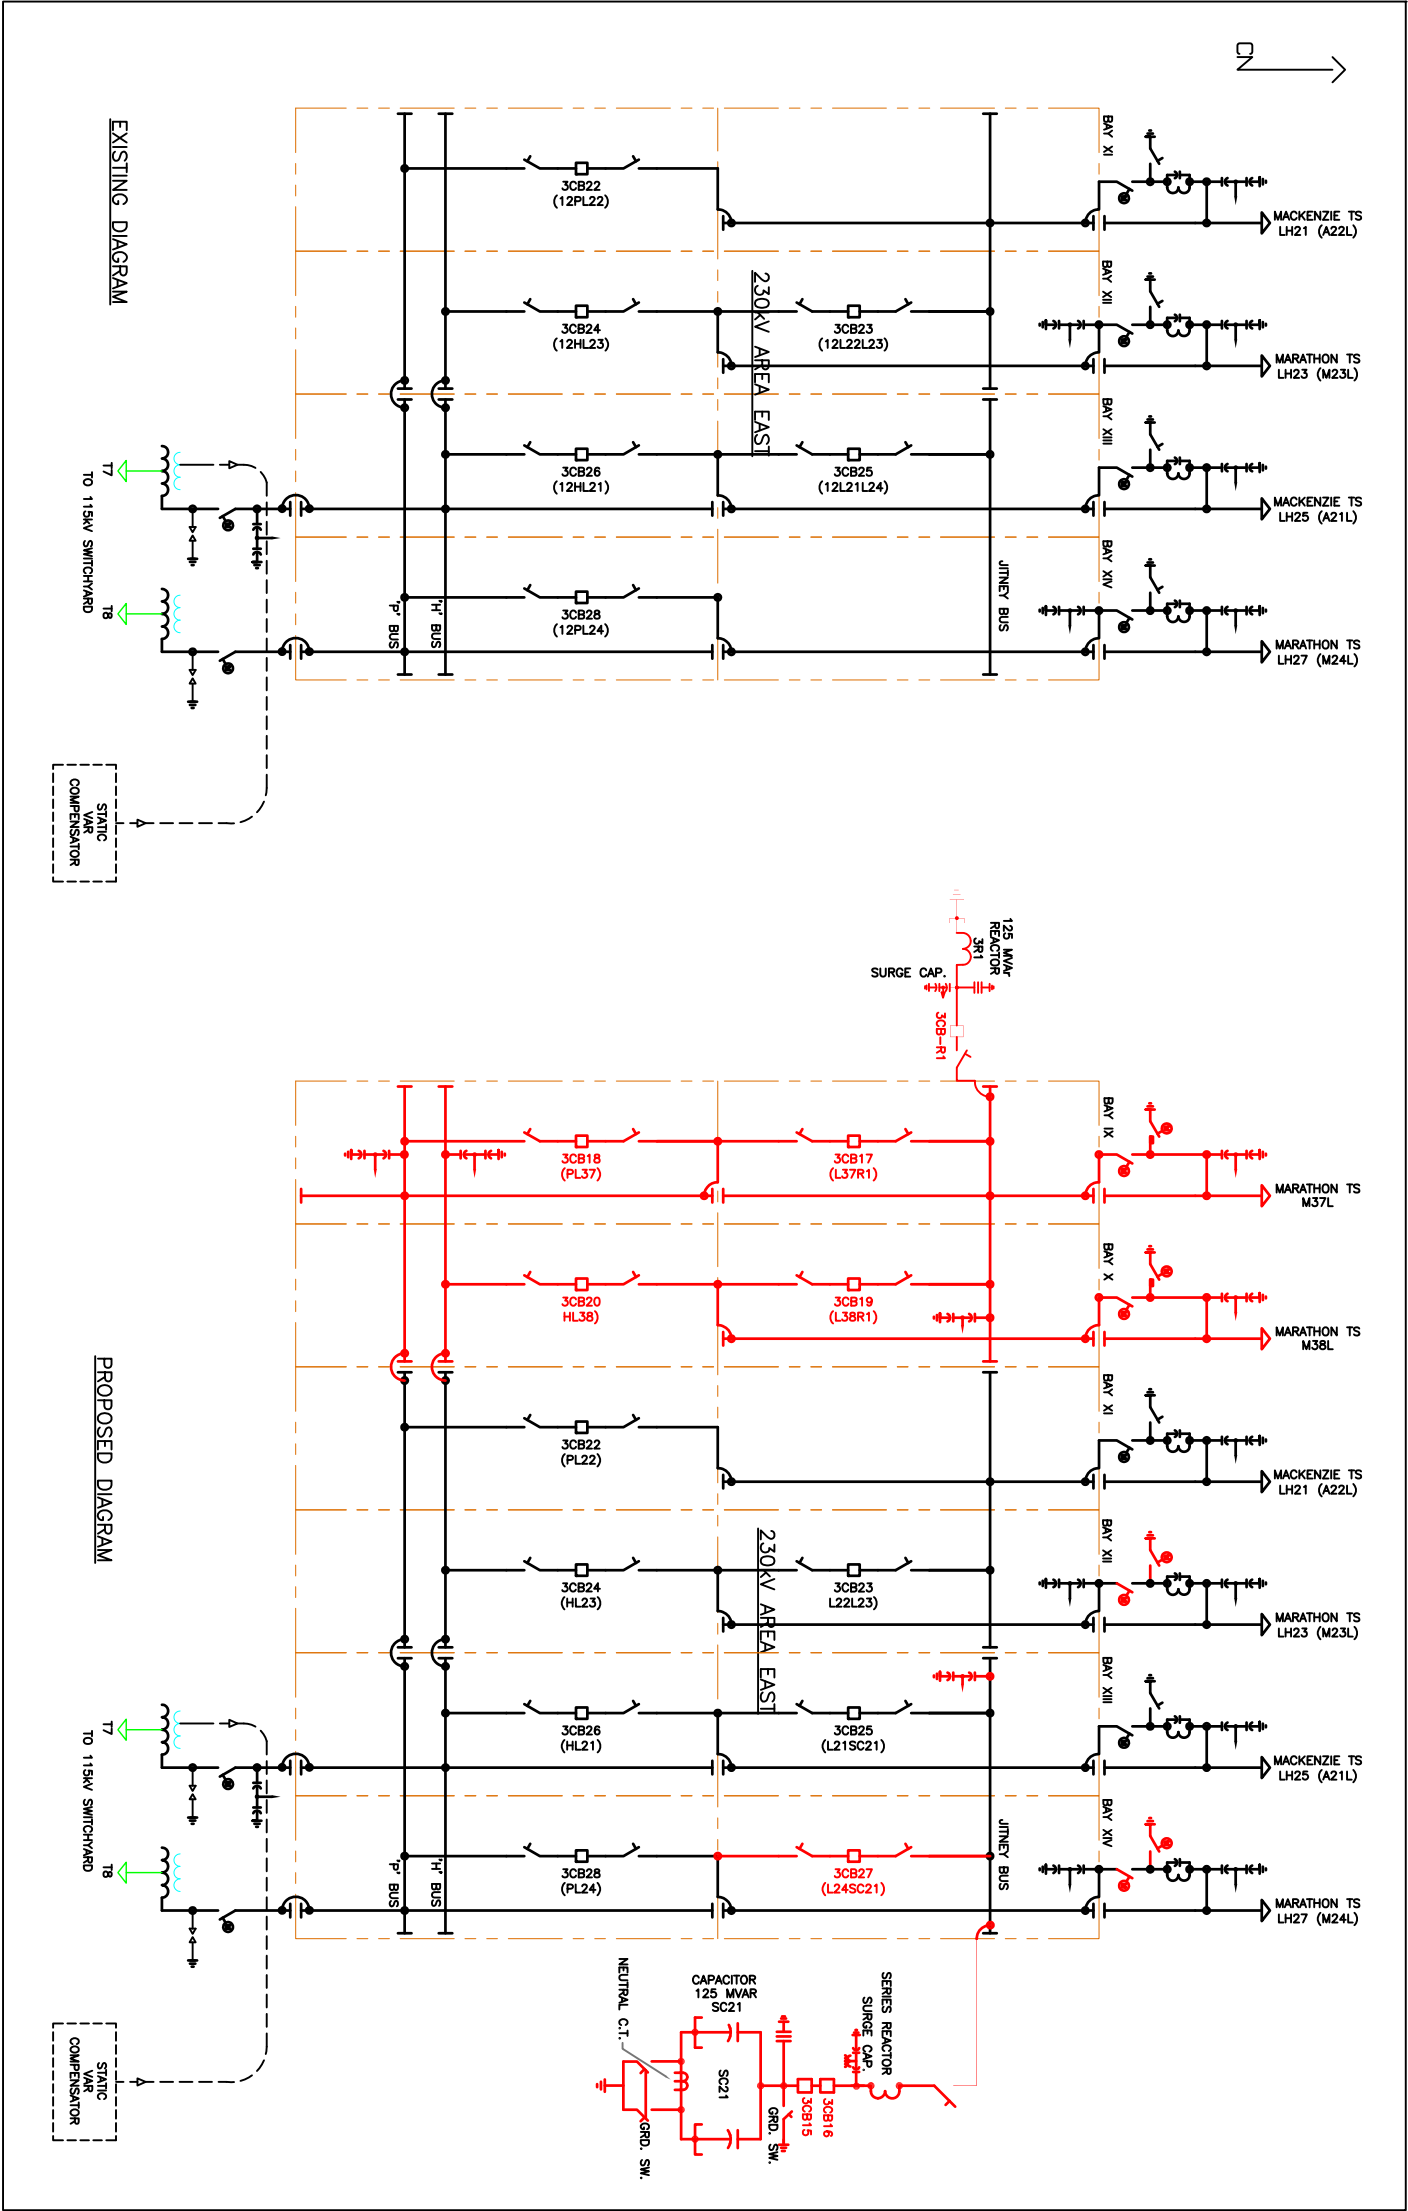 CN
BAY XI
MACKENZIE TS
LH21 (A22L)
3CB22
(12PL22)
BAY XII
MARATHON TS
LH23 (M23L)
3CB24
(12HL23)
3CB23
(12L22L23)
230kV AREA EAST
BAY XIII
MACKENZIE TS
LH25 (A21L)
3CB26
(12HL21)
3CB25
(12L21L24)
BAY XIV
MARATHON TS
LH27 (M24L)
3CB28
(12PL24)
JITNEY BUS
'H' BUS
'P' BUS
T7
TO 115kV SWITCHYARD
T8
STATIC
VAR
COMPENSATOR
EXISTING DIAGRAM
125 MVAr
REACTOR
3R1
SURGE CAP.
3CB-R1
BAY IX
MARATHON TS
M37L
3CB18
(PL37)
3CB17
(L37R1)
BAY X
MARATHON TS
M38L
3CB20
HL38)
3CB19
(L38R1)
BAY XI
MACKENZIE TS
LH21 (A22L)
3CB22
(PL22)
BAY XII
MARATHON TS
LH23 (M23L)
3CB24
(HL23)
3CB23
L22L23)
230kV AREA EAST
BAY XIII
MACKENZIE TS
LH25 (A21L)
3CB26
(HL21)
3CB25
(L21SC21)
BAY XIV
MARATHON TS
LH27 (M24L)
3CB28
(PL24)
3CB27
(L24SC21)
JITNEY BUS
'H' BUS
'P' BUS
T7
TO 115kV SWITCHYARD
T8
STATIC
VAR
COMPENSATOR
PROPOSED DIAGRAM
NEUTRAL C.T.
CAPACITOR
125 MVAR
SC21
SERIES REACTOR
SURGE CAP.
SC21
3CB16
3CB15
GRD. SW.
GRD. SW.